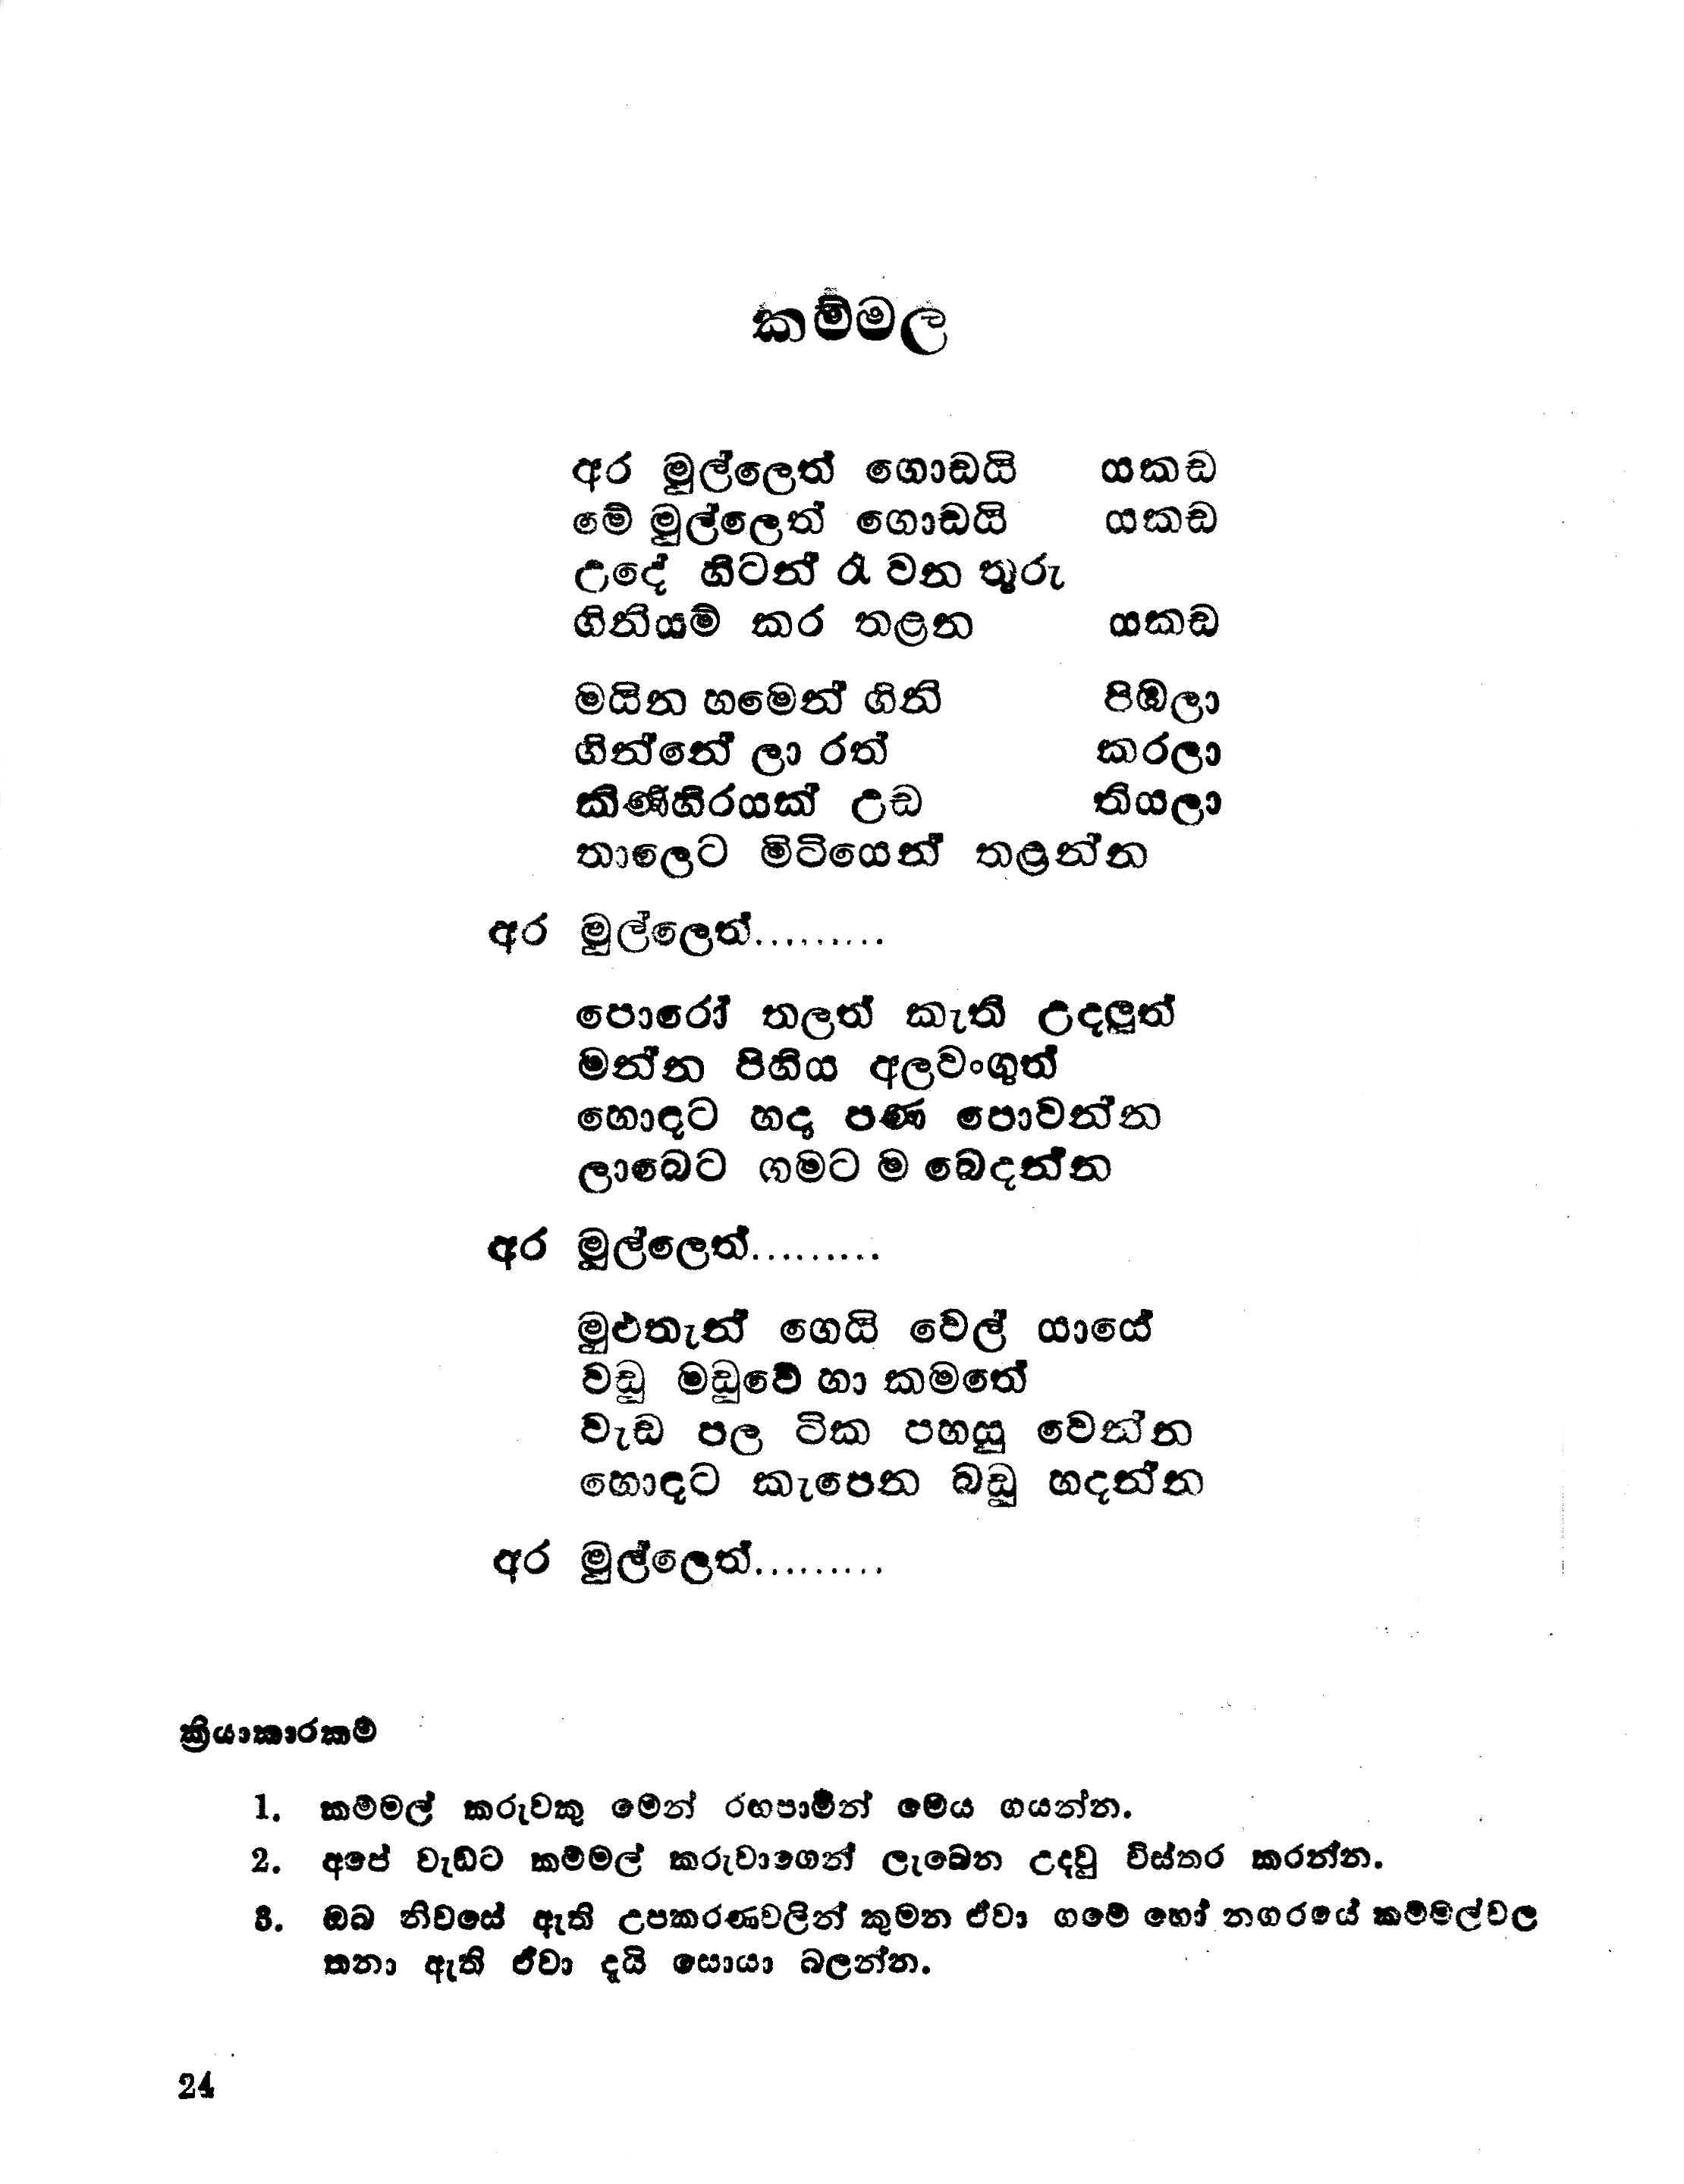 කම්මල
අර මුල්ලෙත් ගොඩයි යකඩ
මේ මුල්ලෙත් ගොඩයි යකඩ
උදේ හිටන් රෑ වන තුරු
ගිනියම් කර තළන යකඩ
මයින හමෙන් ගිනි පිඹලා
ගින්නේ ලා රත් කරලා
කිණිහිරයක් උඩ තියලා
තාලෙට මිටියෙන් තළන්න
අර මුල්ලෙත්.........
පොරෝ තලත් කැති උදලුත්
මන්න පිහිය අලවංගුත්
හොඳට හදා පණ පොවන්න
ලාබෙට ගමට ම බෙදන්න
අර මුල්ලෙත්.........
මුළුතැන් ගෙයි වෙල් යායේ
වඩු මඩුවේ හා කමතේ
වැඩ පල ටික පහසු වෙන්න
හොඳට කැපෙන බඩු හදන්න
අර මුල්ලෙත්.........
ක්‍රියාකාරකම්
1. කම්මල් කරුවකු මෙන් රඟපාමින් මෙය ගයන්න.
2. අපේ වැඩට කම්මල් කරුවාගෙන් ලැබෙන උදවු විස්තර කරන්න.
3. ඔබ නිවසේ ඇති උපකරණවලින් කුමන ඒවා ගමේ හෝ නගරයේ කම්මල්වල
තනා ඇති ඒවා දැයි සොයා බලන්න.
24